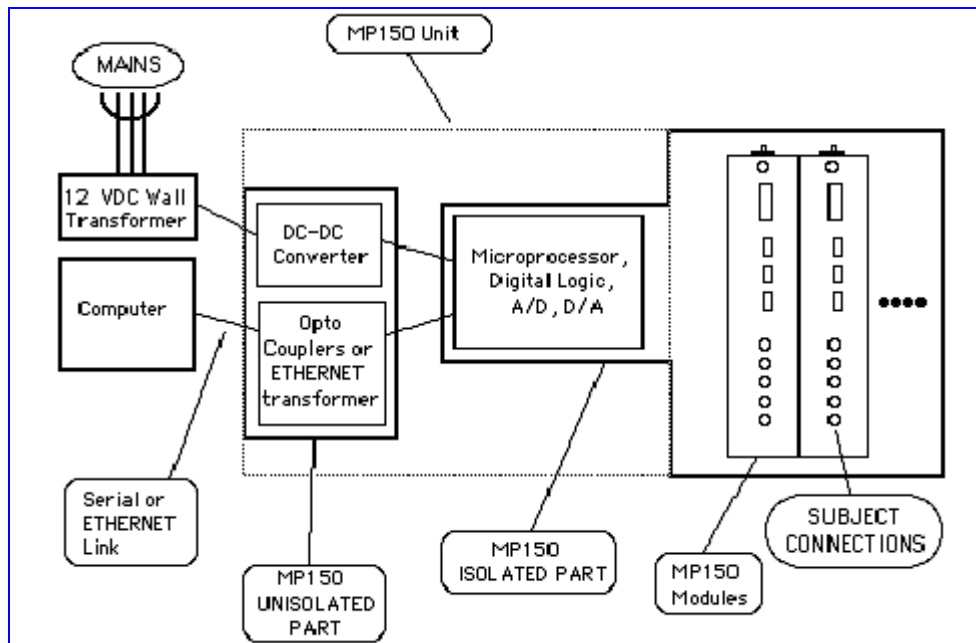 MP150 Unit
MAINS
12 VDC Wall
Transformer
DC-DC
Converter
Microprocessor,
Digital Logic,
A/D, D/A
Computer
Opto
Couplers or
ETHERNET
transformer
Serial or
ETHERNET
Link
MP150
UNISOLATED
PART
MP150
ISOLATED PART
MP150
Modules
SUBJECT
CONNECTIONS